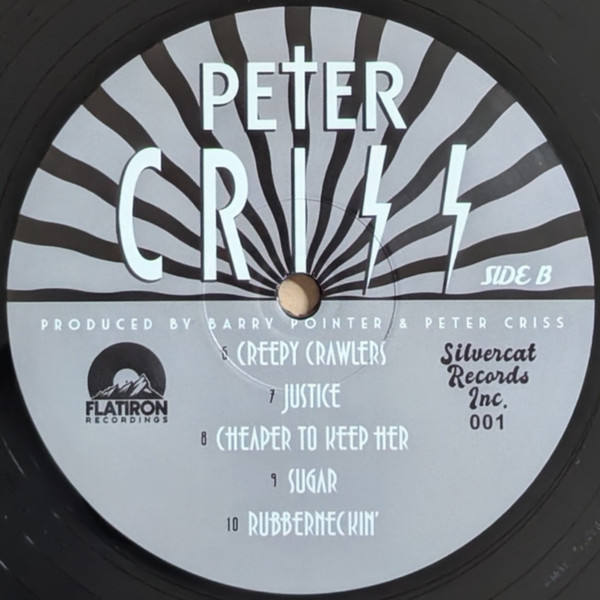 PETER
CRISS
SIDE B
PRODUCED BY BARRY POINTER & PETER CRISS
6 CREEPY CRAWLERS
7 JUSTICE
8 CHEAPER TO KEEP HER
9 SUGAR
10 RUBBERNECKIN'
FLATIRON
RECORDINGS
Silvercat
Records
Inc.
001